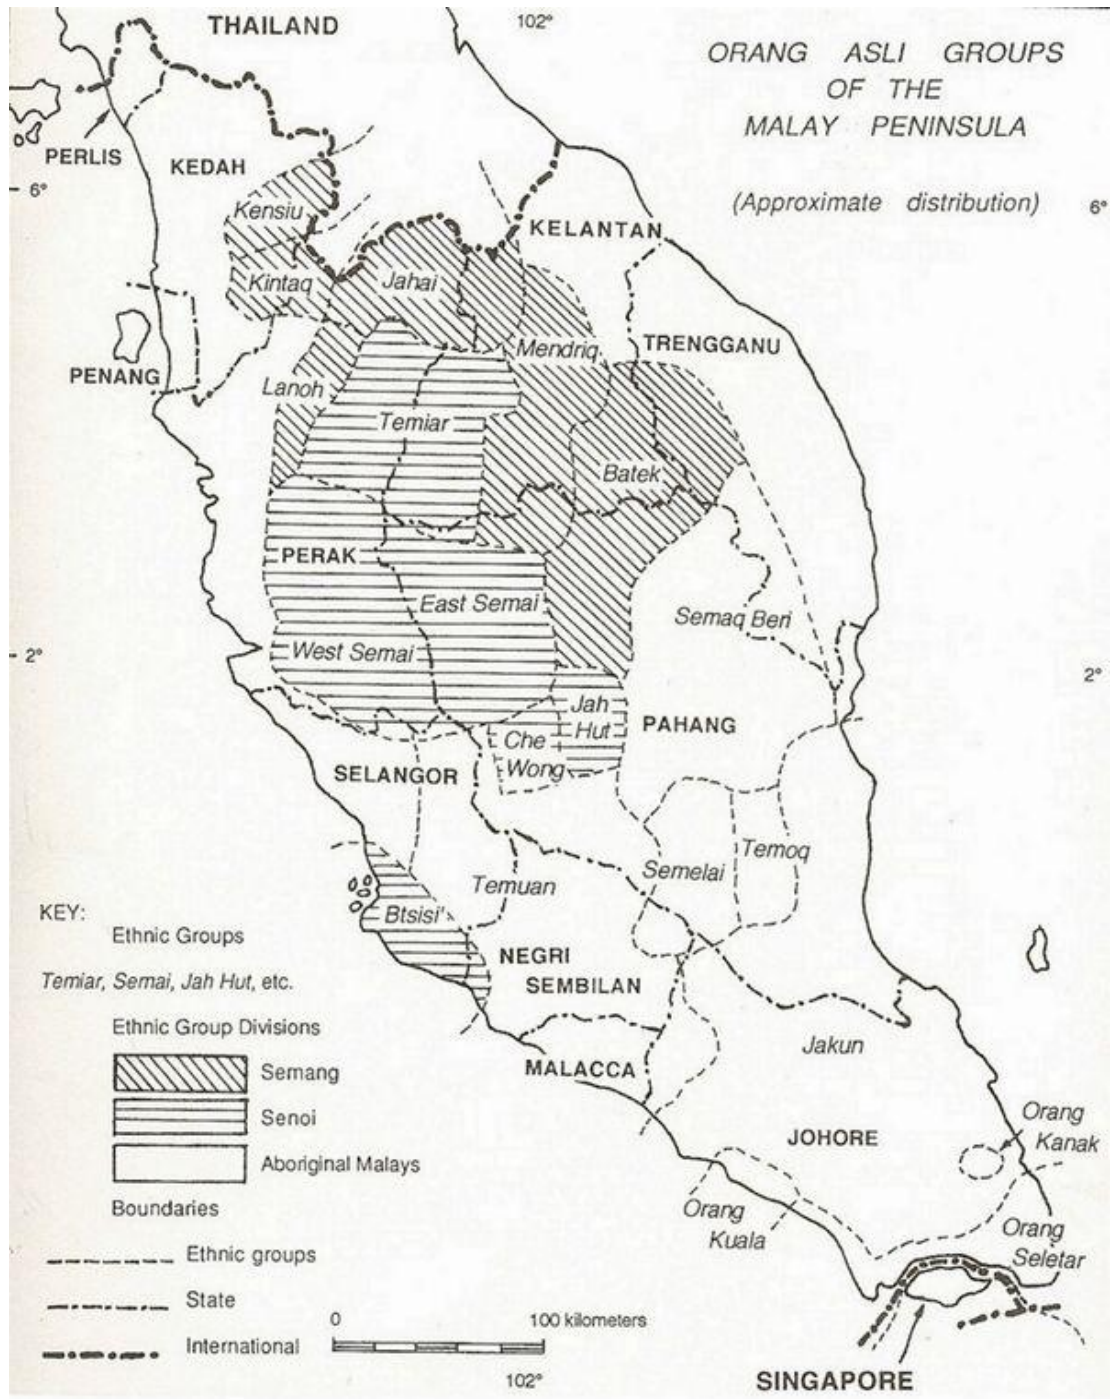 THAILAND
102°
ORANG ASLI GROUPS
OF THE
MALAY PENINSULA
(Approximate distribution)
PERLIS
KEDAH
6°
6°
Kensiu
KELANTAN
Kintaq
Jahai
Mendriq
TRENGGANU
PENANG
Lanoh
Temiar
Batek
PERAK
East Semai
Semaq Beri
West Semai
2°
2°
Jah
Hut
PAHANG
Che
Wong
SELANGOR
Temoq
Semelai
Temuan
Btsisi'
KEY:
Ethnic Groups
Temiar, Semai, Jah Hut, etc.
NEGRI
SEMBILAN
Ethnic Group Divisions
Semang
Senoi
Aboriginal Malays
Jakun
MALACCA
JOHORE
Orang
Kanak
Boundaries
Ethnic groups
State
International
Orang
Kuala
Orang
Seletar
0 100 kilometers
102°
SINGAPORE